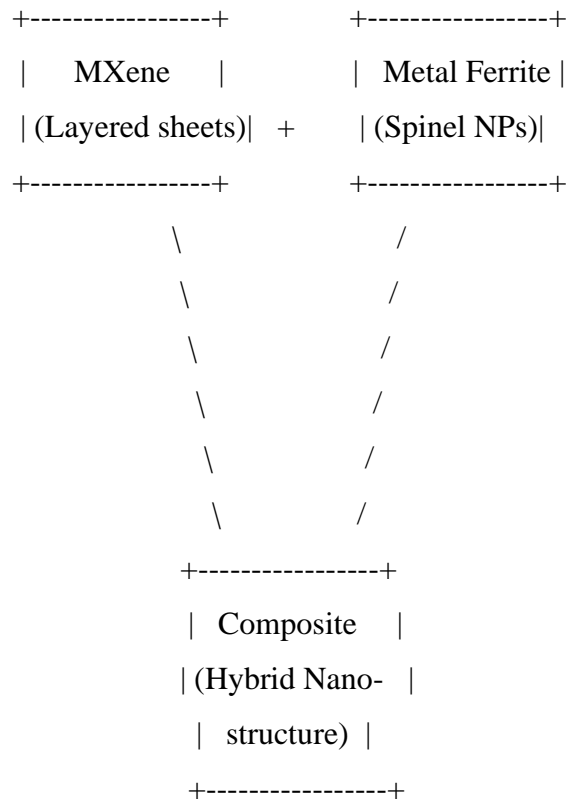 +-----------------+ +-----------------+
| MXene | | Metal Ferrite |
| (Layered sheets)| + | (Spinel NPs)|
+-----------------+ +-----------------+
\ /
\ /
\ /
\ /
\ /
\ /
+-----------------+
| Composite |
| (Hybrid Nano- |
| structure) |
+-----------------+